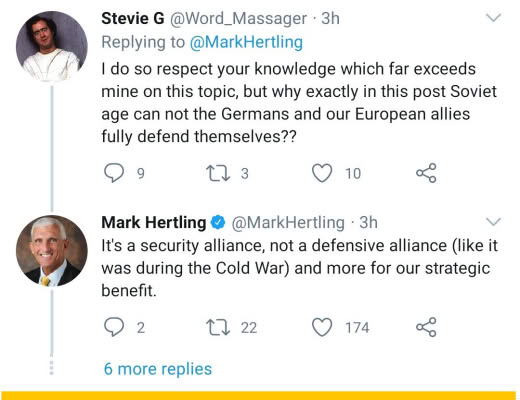 Stevie G @Word_Massager · 3h
Replying to @MarkHertling
I do so respect your knowledge which far exceeds
mine on this topic, but why exactly in this post Soviet
age can not the Germans and our European allies
fully defend themselves??
9 3 10
Mark Hertling @MarkHertling · 3h
It's a security alliance, not a defensive alliance (like it
was during the Cold War) and more for our strategic
benefit.
2 22 174
6 more replies